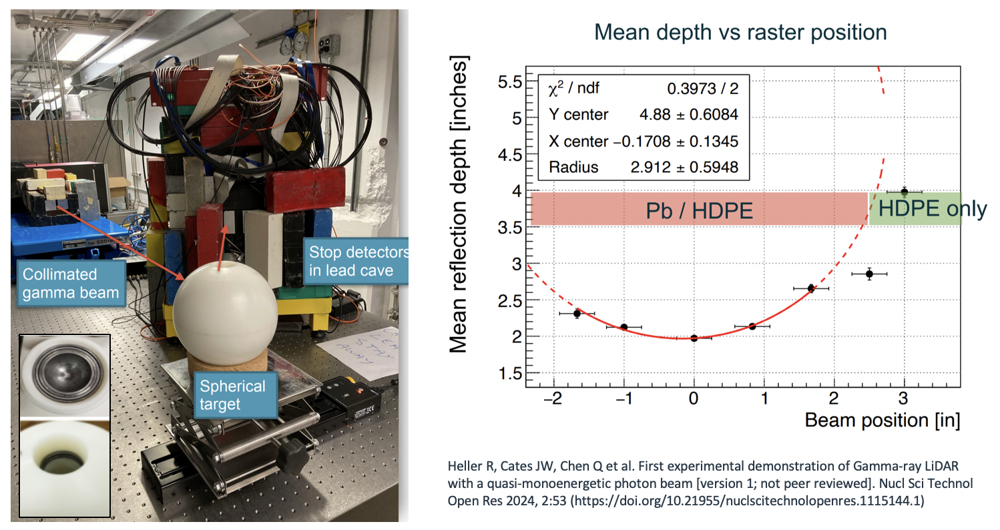 Collimated
gamma beam
Stop detectors
in lead cave
Spherical
target
STAY
AWAY
500
Mean depth vs raster position
Mean reflection depth [inches]
5.5
5
4.5
4
3.5
3
2.5
2
1.5
χ² / ndf 0.3973 / 2
Y center 4.88 ± 0.6084
X center −0.1708 ± 0.1345
Radius 2.912 ± 0.5948
Pb / HDPE
HDPE only
−2 −1 0 1 2 3
Beam position [in]
Heller R, Cates JW, Chen Q et al. First experimental demonstration of Gamma-ray LiDAR
with a quasi-monoenergetic photon beam [version 1; not peer reviewed]. Nucl Sci Technol
Open Res 2024, 2:53 (https://doi.org/10.21955/nuclscitechnolopenres.1115144.1)